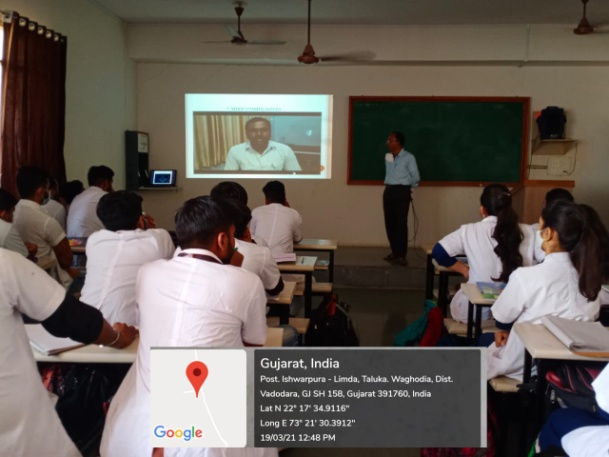 Gujarat, India
Post. Ishwarpura - Limda, Taluka. Waghodia, Dist.
Vadodara, GJ SH 158, Gujarat 391760, India
Lat N 22° 17' 34.9116''
Long E 73° 21' 30.3912''
19/03/21 12:48 PM
Google